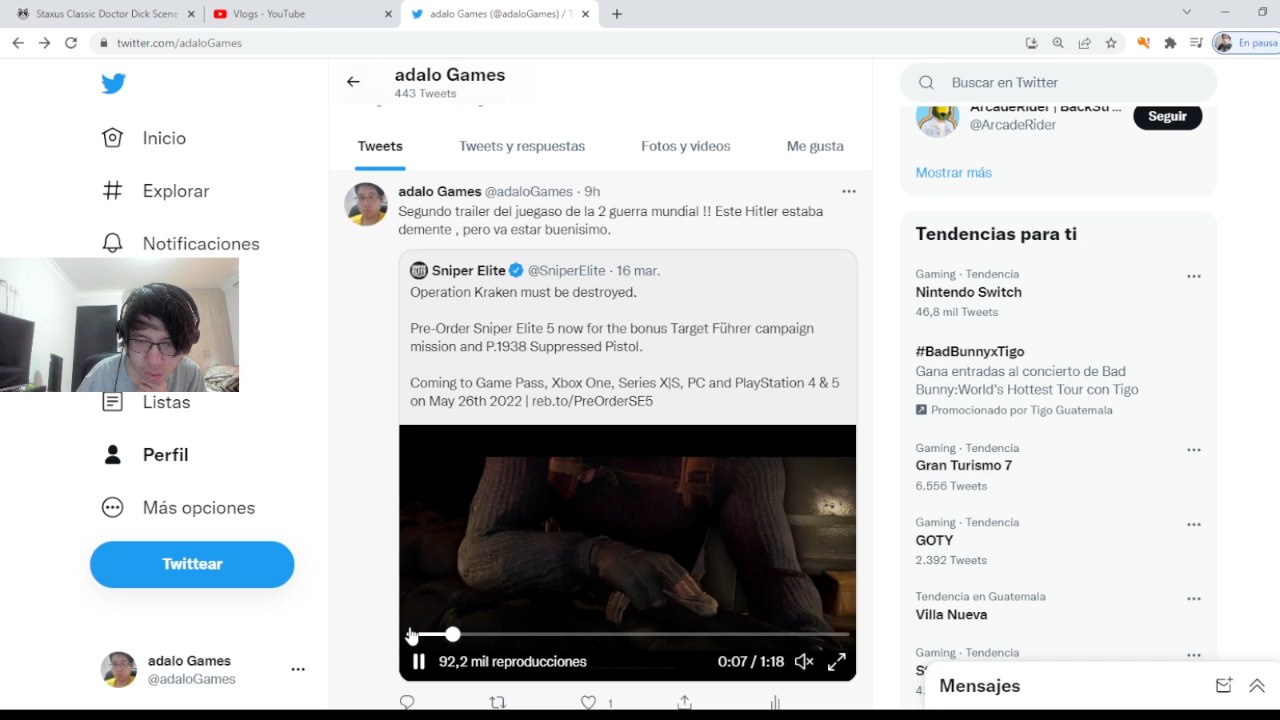 Staxus Classic Doctor Dick Scene
Vlogs - YouTube
adalo Games (@adaloGames) / T
twitter.com/adaloGames
En pausa
adalo Games
443 Tweets
Buscar en Twitter
Inicio
Explorar
Notificaciones
Listas
Perfil
Más opciones
Twittear
adalo Games
@adaloGames
Tweets
Tweets y respuestas
Fotos y videos
Me gusta
adalo Games @adaloGames · 9h
Segundo trailer del juegaso de la 2 guerra mundial !! Este Hitler estaba
demente , pero va estar buenisimo.
Sniper Elite @SniperElite · 16 mar.
Operation Kraken must be destroyed.
Pre-Order Sniper Elite 5 now for the bonus Target Führer campaign
mission and P.1938 Suppressed Pistol.
Coming to Game Pass, Xbox One, Series X|S, PC and PlayStation 4 & 5
on May 26th 2022 | reb.to/PreOrderSE5
92,2 mil reproducciones
0:07 / 1:18
1
ArcadeRider | BackStr...
@ArcadeRider
Seguir
Mostrar más
Tendencias para ti
Gaming · Tendencia
Nintendo Switch
46,8 mil Tweets
#BadBunnyxTigo
Gana entradas al concierto de Bad
Bunny:World's Hottest Tour con Tigo
Promocionado por Tigo Guatemala
Gaming · Tendencia
Gran Turismo 7
6.556 Tweets
Gaming · Tendencia
GOTY
2.392 Tweets
Tendencia en Guatemala
Villa Nueva
Gaming · Tendencia
Mensajes